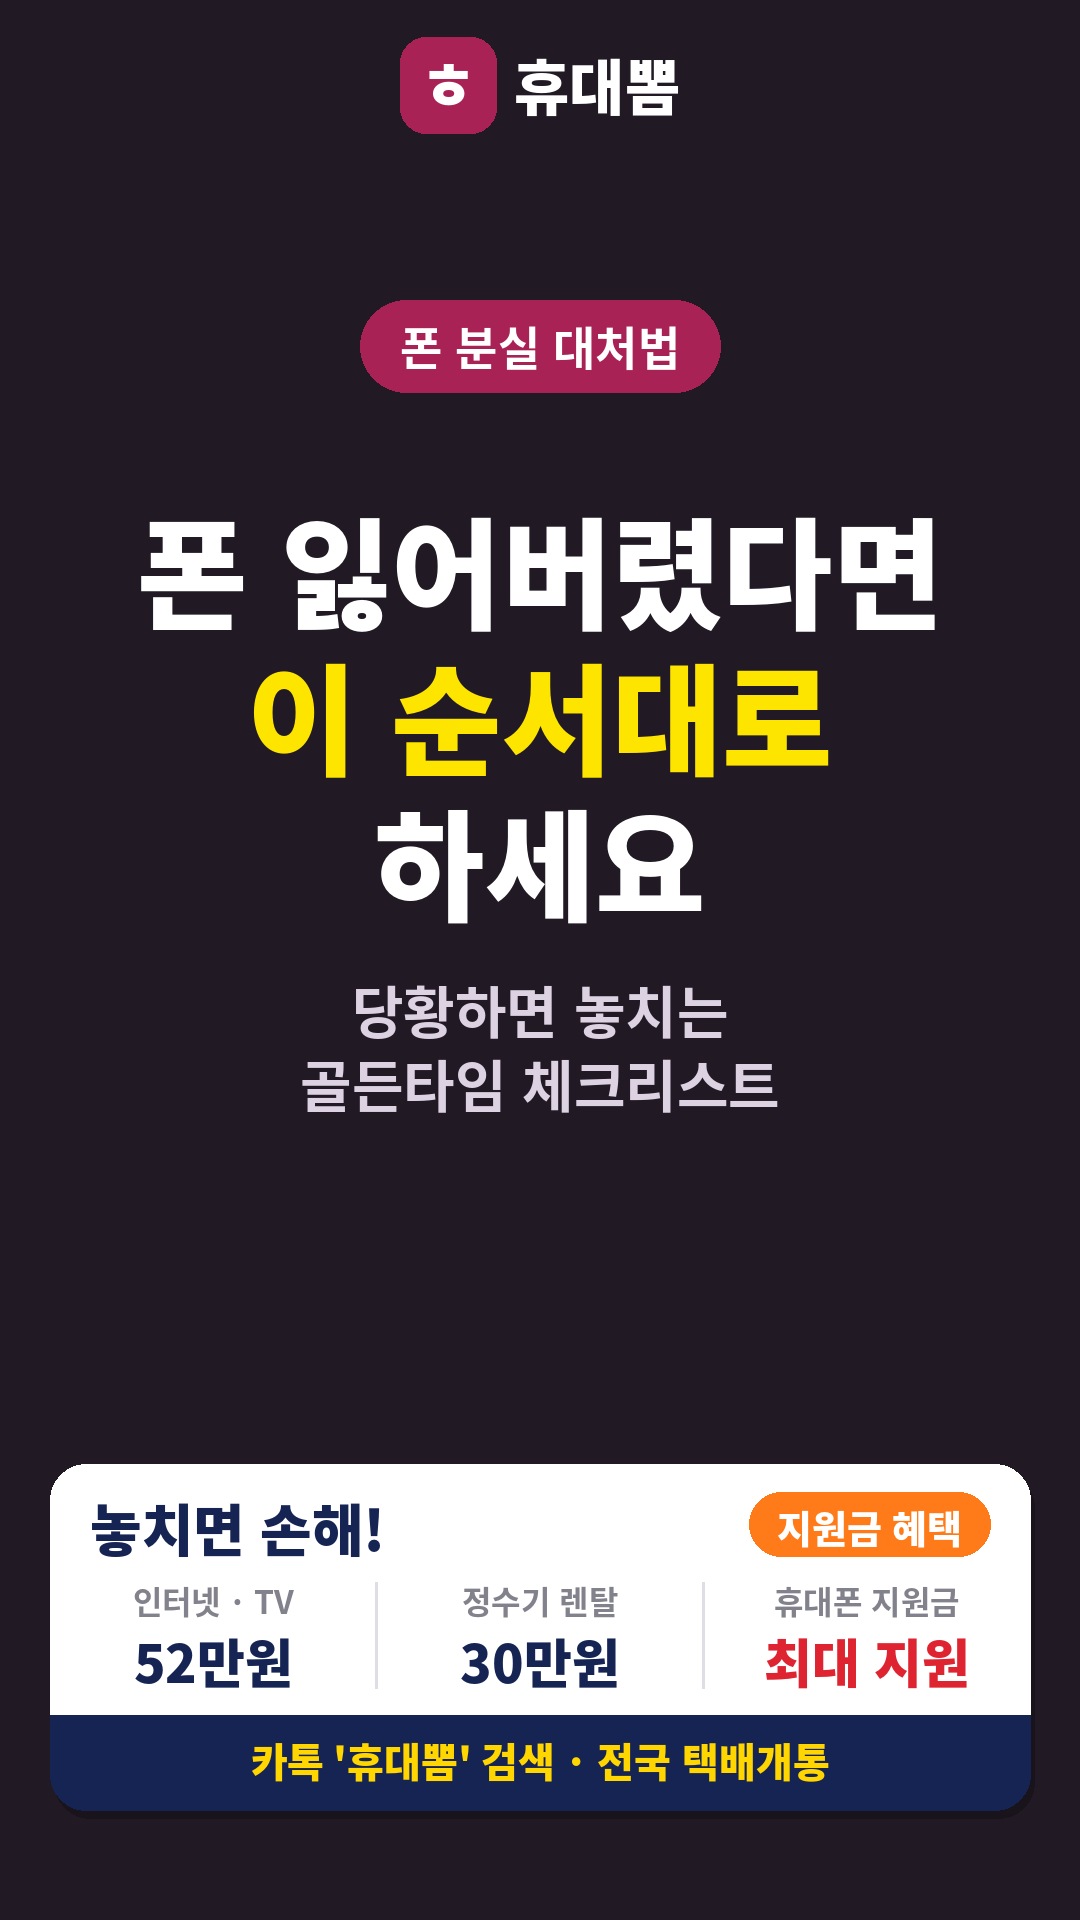 ㅎ 휴대뽐
폰 분실 대처법
폰 잃어버렸다면
이 순서대로
하세요
당황하면 놓치는
골든타임 체크리스트
놓치면 손해!
지원금 혜택
인터넷 · TV
52만원
정수기 렌탈
30만원
휴대폰 지원금
최대 지원
카톡 '휴대뽐' 검색 · 전국 택배개통